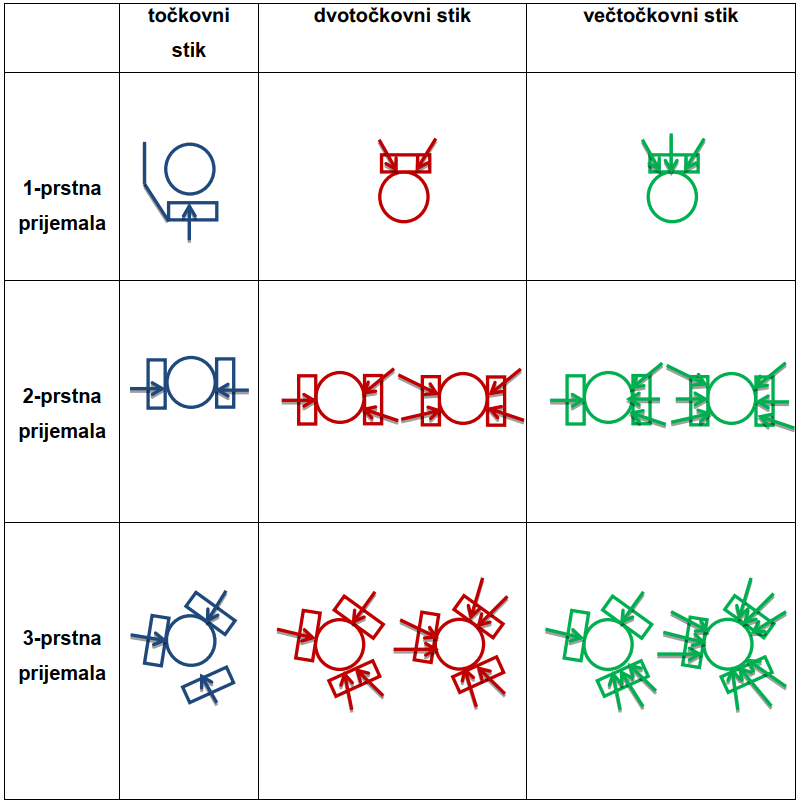 točkovni
stik
dvotočkovni stik
večtočkovni stik
1-prstna
prijemala
2-prstna
prijemala
3-prstna
prijemala